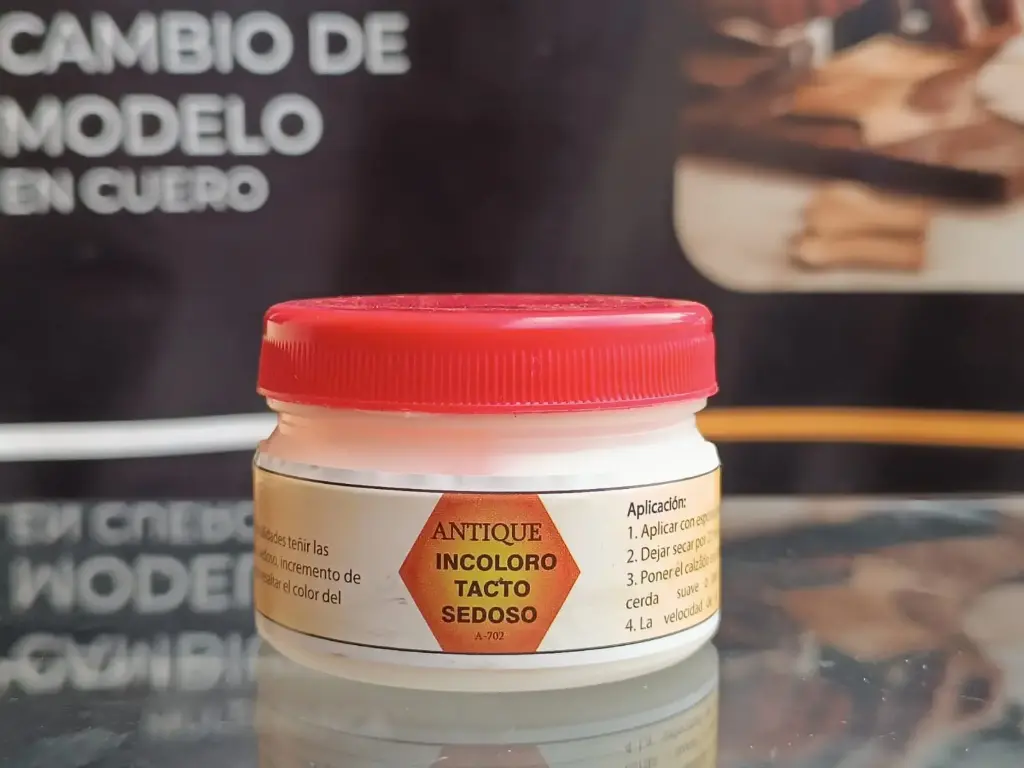 CAMBIO DE
MODELO
EN CUERO
teñir las
incremento de
el color del
ANTIQUE
INCOLORO
TACTO
SEDOSO
A-702
Aplicación:
1. Aplicar con
2. Dejar secar por
3. Poner el calzado
cerda suave o
4. La velocidad de